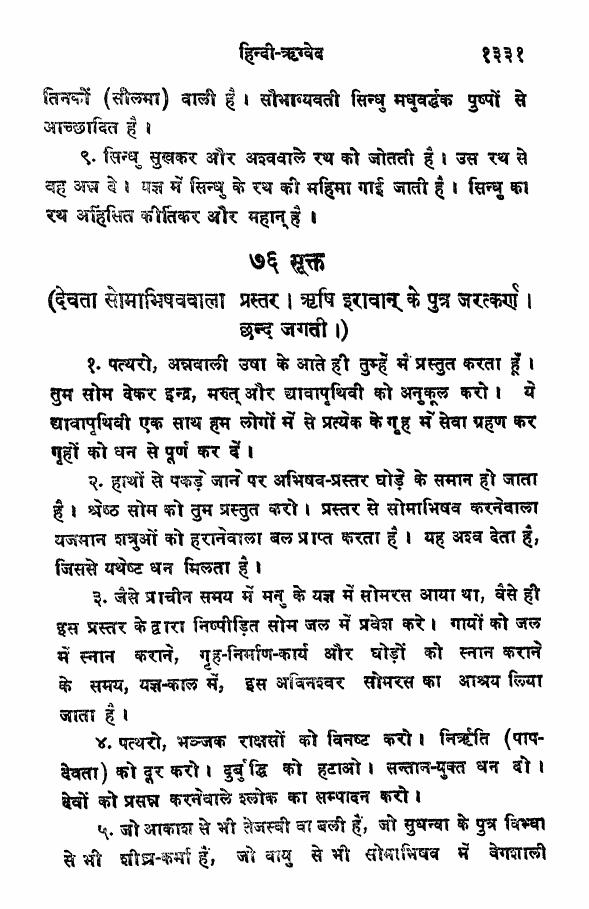 हिन्दी-ऋग्वेद १३३१
तिनकों (सीलमा) वाली है। सौभाग्यवती सिन्धु मधुवर्द्धक पुष्पों से
आच्छादित है।
९. सिन्धु सुखकर और अश्ववाले रथ को जोतती है। उस रथ से
वह अन्न दे। यज्ञ में सिन्धु के रथ की महिमा गाई जाती है। सिन्धु का
रथ अहिंसित कीर्तिकर और महान् है।
७६ सूक्त
(देवता सोमाभिषववाला प्रस्तर। ऋषि इरावान् के पुत्र जरत्कर्ण।
छन्द जगती।)
१. पत्थरो, अन्नवाली उषा के आते ही तुम्हें मैं प्रस्तुत करता हूँ।
तुम सोम देकर इन्द्र, मरुत् और द्यावापृथिवी को अनुकूल करो। ये
द्यावापृथिवी एक साथ हम लोगों में से प्रत्येक के गृह में सेवा ग्रहण कर
गृहों को धन से पूर्ण कर दें।
२. हाथों से पकड़े जाने पर अभिषव-प्रस्तर घोड़े के समान हो जाता
है। श्रेष्ठ सोम को तुम प्रस्तुत करो। प्रस्तर से सोमाभिषव करनेवाला
यजमान शत्रुओं को हरानेवाला बल प्राप्त करता है। यह अश्व देता है,
जिससे यथेष्ट धन मिलता है।
३. जैसे प्राचीन समय में मनु के यज्ञ में सोमरस आया था, वैसे ही
इस प्रस्तर के द्वारा निष्पीड़ित सोम जल में प्रवेश करे। गायों को जल
में स्नान कराने, गृह-निर्माण-कार्य और घोड़ों को स्नान कराने
के समय, यज्ञ-काल में, इस अविनश्वर सोमरस का आश्रय लिया
जाता है।
४. पत्थरो, भञ्जक राक्षसों को विनष्ट करो। निर्ऋति (पाप-
देवता) को दूर करो। दुर्बुद्धि को हटाओ। सन्तान-युक्त धन दो।
देवों को प्रसन्न करनेवाले श्लोक का सम्पादन करो।
५. जो आकाश से भी तेजस्वी वा बली हैं, जो सुधन्वा के पुत्र विभ्वा
से भी शीघ्र-कर्मा हैं, जो वायु से भी सोमाभिषव में वेगशाली